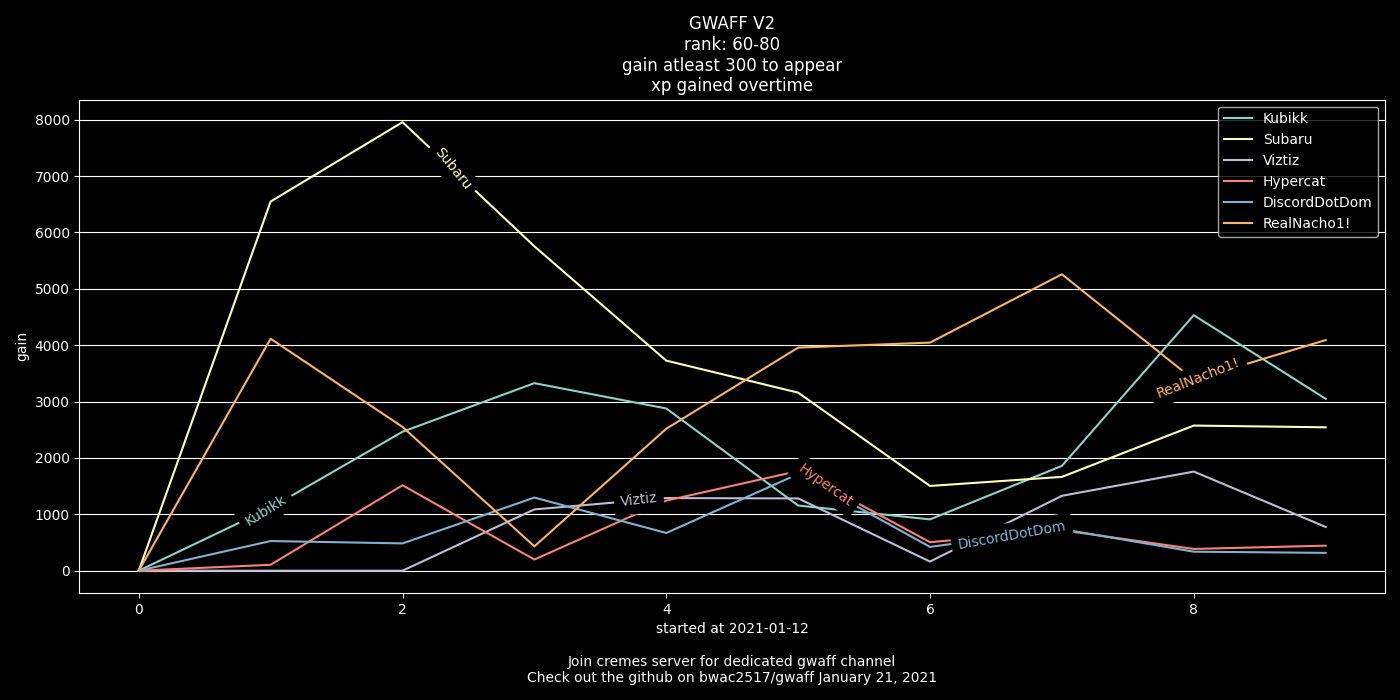 GWAFF V2
rank: 60-80
gain atleast 300 to appear
xp gained overtime
8000
7000
6000
5000
4000
3000
2000
1000
0
gain
Kubikk
Subaru
Viztiz
Hypercat
DiscordDotDom
RealNacho1!
Subaru
RealNacho1!
Hypercat
Viztiz
Kubikk
DiscordDotDom
0
2
4
6
8
started at 2021-01-12
Join cremes server for dedicated gwaff channel
Check out the github on bwac2517/gwaff January 21, 2021